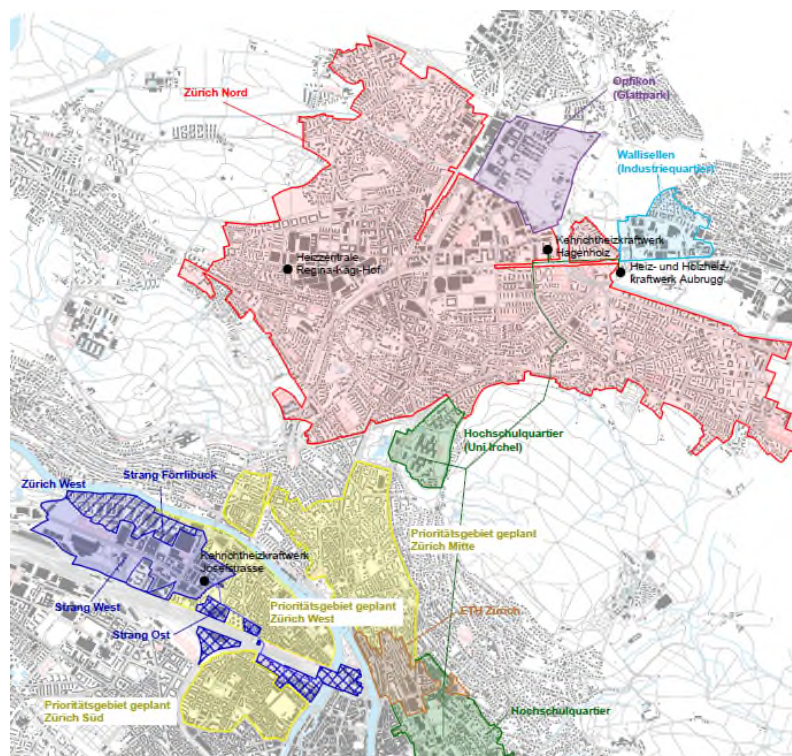 Zürich Nord
Opfikon
(Glattpark)
Wallisellen
(Industriequartier)
Kehrichtheizkraftwerk
Hagenholz
Heizzentrale
Regina-Kägi-Hof
Heiz- und Holzheiz-
kraftwerk Aubrugg
Hochschulquartier
(Uni Irchel)
Strang Förrlibuck
Zürich West
Prioritätsgebiet geplant
Zürich Mitte
Kehrichtheizkraftwerk
Josefstrasse
Strang West
Prioritätsgebiet geplant
Zürich West
ETH Zürich
Strang Ost
Prioritätsgebiet geplant
Zürich Süd
Hochschulquartier